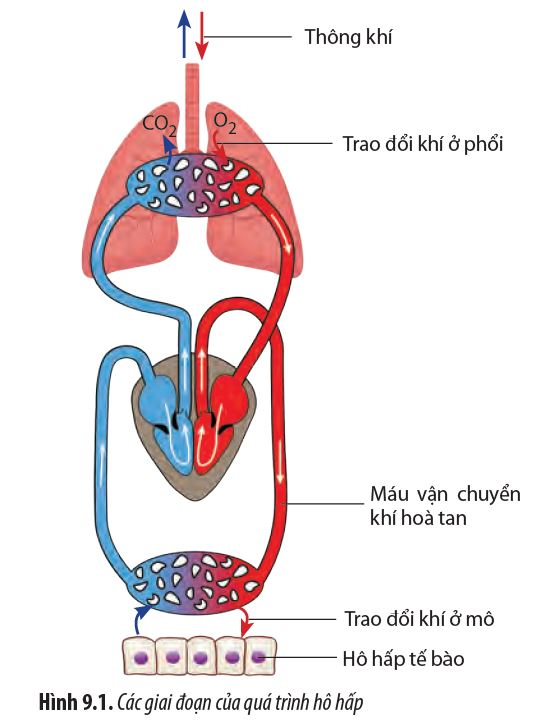 Thông khí
CO2
O2
Trao đổi khí ở phổi
Máu vận chuyển
khí hoà tan
Trao đổi khí ở mô
Hô hấp tế bào
Hình 9.1. Các giai đoạn của quá trình hô hấp